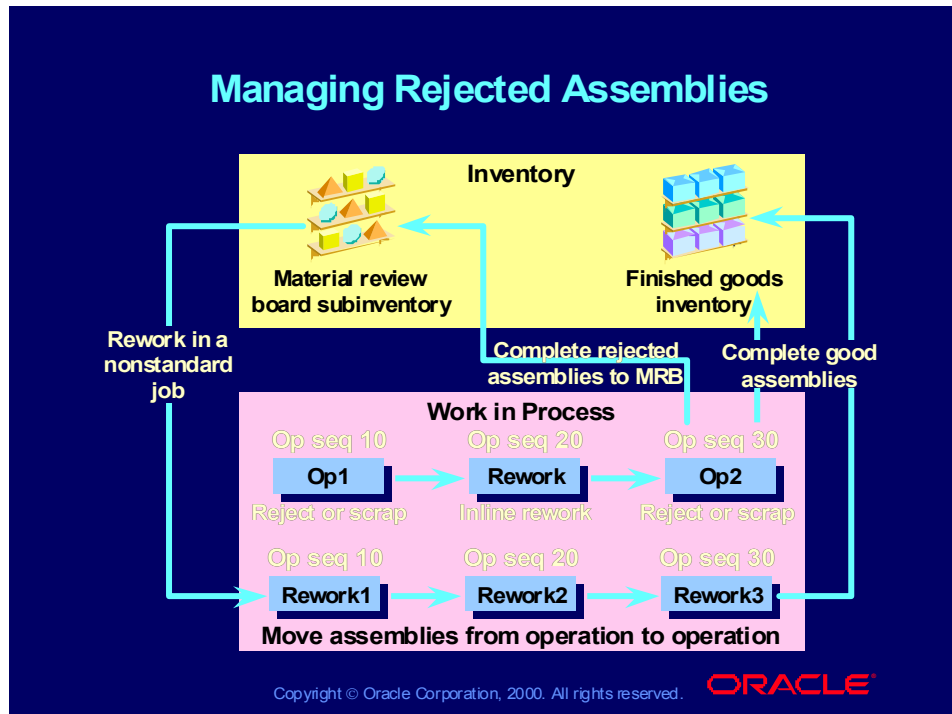 Managing Rejected Assemblies
Inventory
Material review
board subinventory
Finished goods
inventory
Rework in a
nonstandard
job
Complete rejected
assemblies to MRB
Complete good
assemblies
Work in Process
Op seq 10
Op seq 20
Op seq 30
Op1
Rework
Op2
Reject or scrap
Inline rework
Reject or scrap
Op seq 10
Op seq 20
Op seq 30
Rework1
Rework2
Rework3
Move assemblies from operation to operation
Copyright © Oracle Corporation, 2000. All rights reserved.
ORACLE®